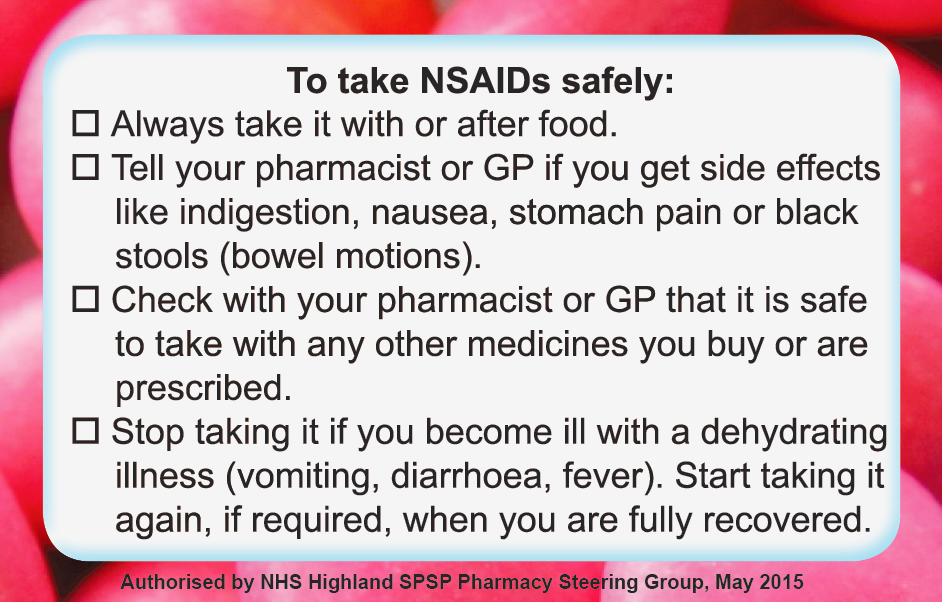 To take NSAIDs safely:
☐ Always take it with or after food.
☐ Tell your pharmacist or GP if you get side effects
like indigestion, nausea, stomach pain or black
stools (bowel motions).
☐ Check with your pharmacist or GP that it is safe
to take with any other medicines you buy or are
prescribed.
☐ Stop taking it if you become ill with a dehydrating
illness (vomiting, diarrhoea, fever). Start taking it
again, if required, when you are fully recovered.
Authorised by NHS Highland SPSP Pharmacy Steering Group, May 2015